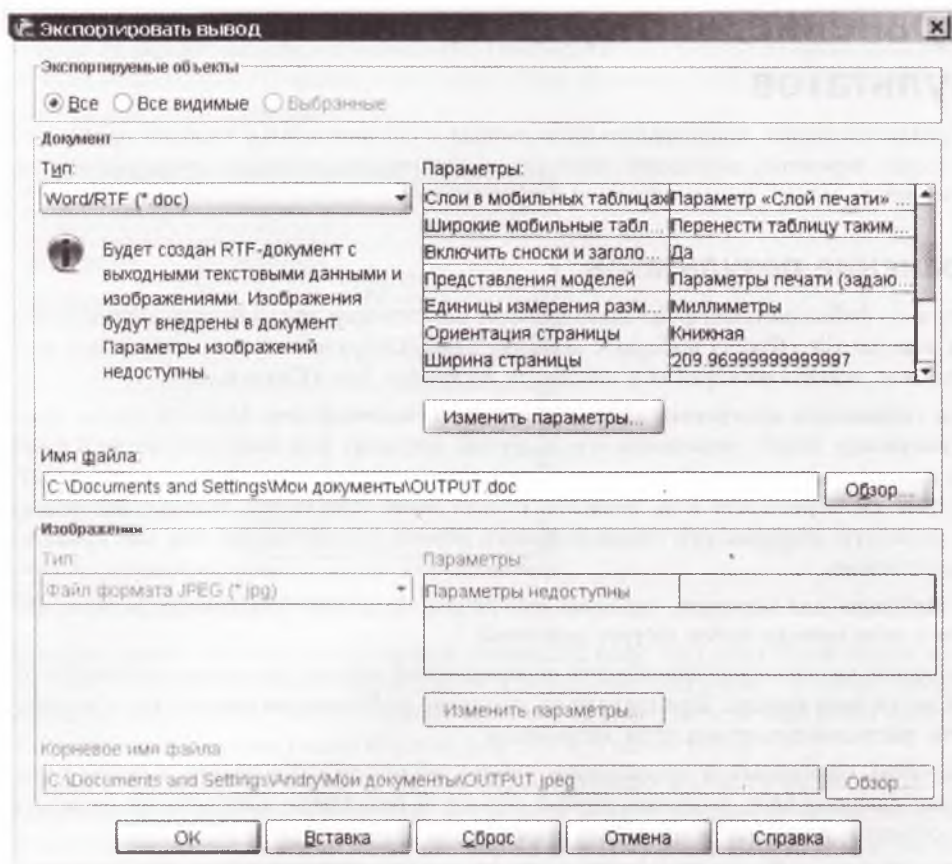 Экспортировать вывод
Экспортируемые объекты
Все Все видимые Выбранные
Документ
Тип:
Параметры:
Word/RTF (*.doc)
Будет создан RTF-документ с
выходными текстовыми данными и
изображениями. Изображения
будут внедрены в документ.
Параметры изображений
недоступны.
Слои в мобильных таблицах Параметр «Слой печати» ...
Широкие мобильные табл... Перенести таблицу таким...
Включить сноски и заголо... Да
Представления моделей Параметры печати (задаю...
Единицы измерения разм... Миллиметры
Ориентация страницы Книжная
Ширина страницы 209.96999999999997
Изменить параметры...
Имя файла:
C:\Documents and Settings\Мои документы\OUTPUT.doc Обзор...
Изображения
Тип:
Параметры:
Файл формата JPEG (*.jpg)
Параметры недоступны
Изменить параметры...
Корневое имя файла:
C:\Documents and Settings\Andry\Мои документы\OUTPUT.jpeg Обзор...
OK Вставка Сброс Отмена Справка